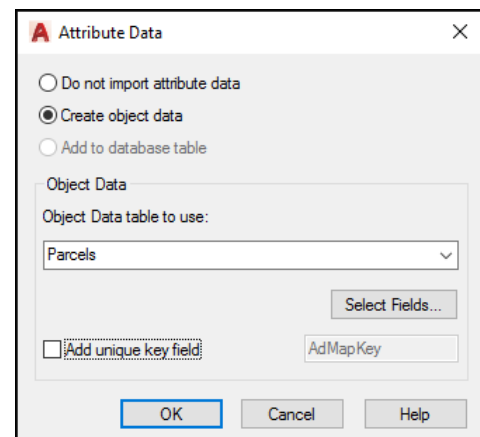 Attribute Data
Do not import attribute data
Create object data
Add to database table
Object Data
Object Data table to use:
Parcels
Select Fields...
Add unique key field
AdMapKey
OK Cancel Help